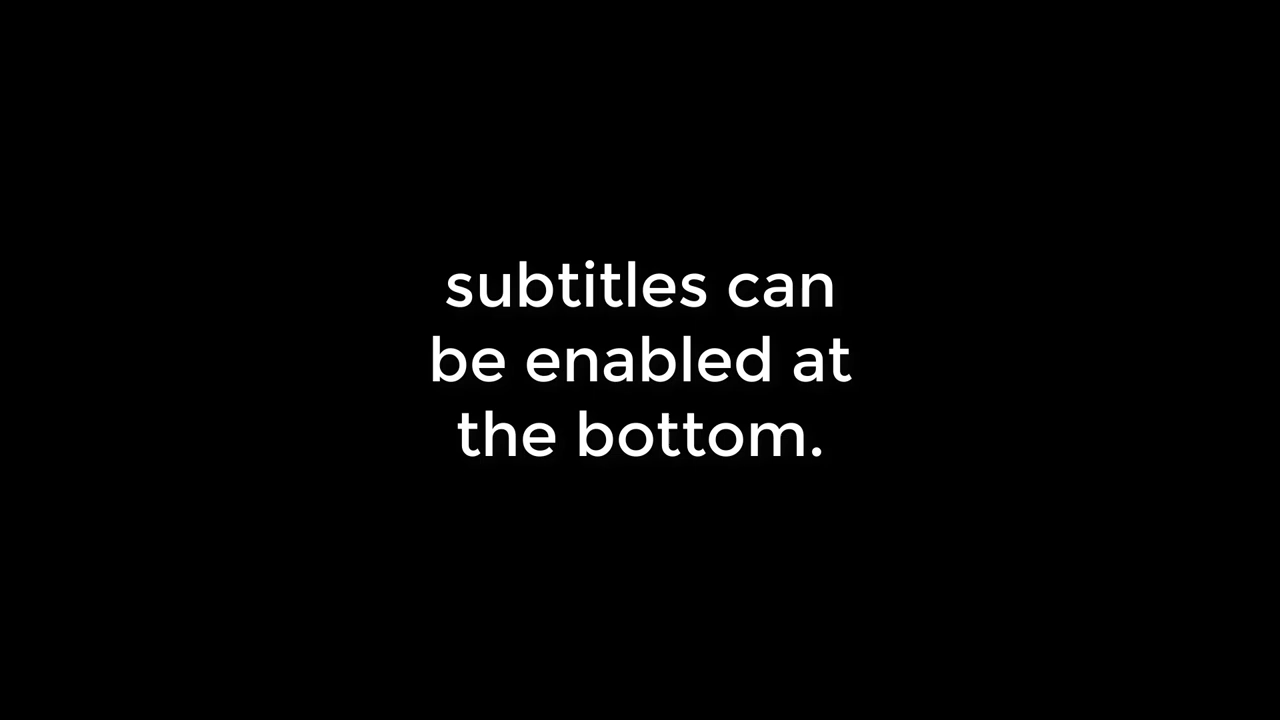 subtitles can
be enabled at
the bottom.